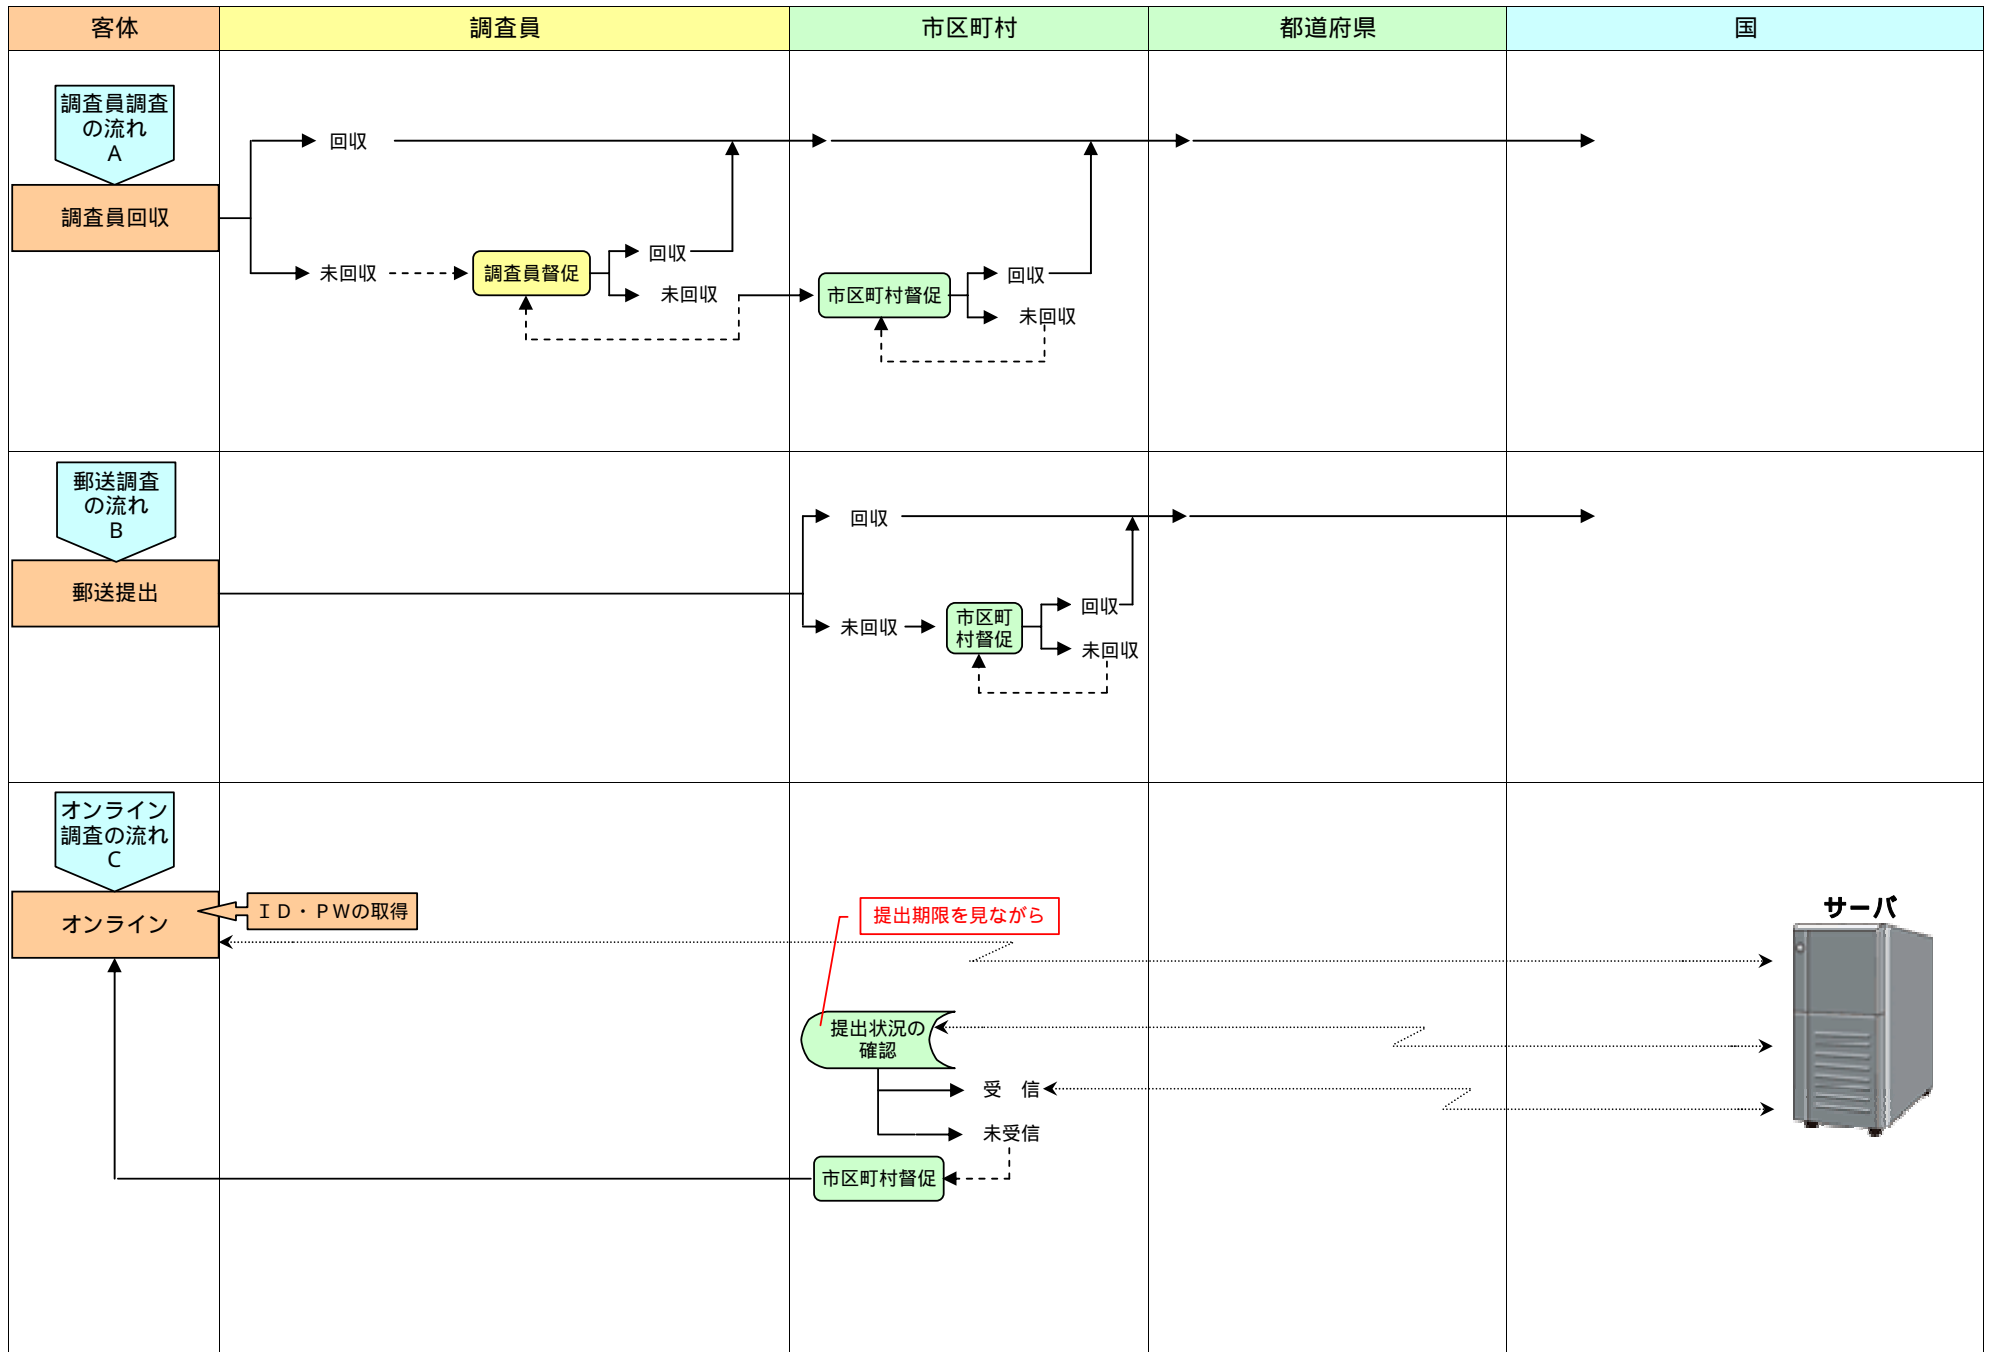 客体
調査員
市区町村
都道府県
国
調査員調査
の流れ
A
調査員回収
回収
未回収
調査員督促
回収
未回収
市区町村督促
回収
未回収
郵送調査
の流れ
B
郵送提出
回収
未回収
市区町
村督促
回収
未回収
オンライン
調査の流れ
C
オンライン
ＩＤ・ＰＷの取得
提出期限を見ながら
サーバ
提出状況の
確認
受　信
未受信
市区町村督促